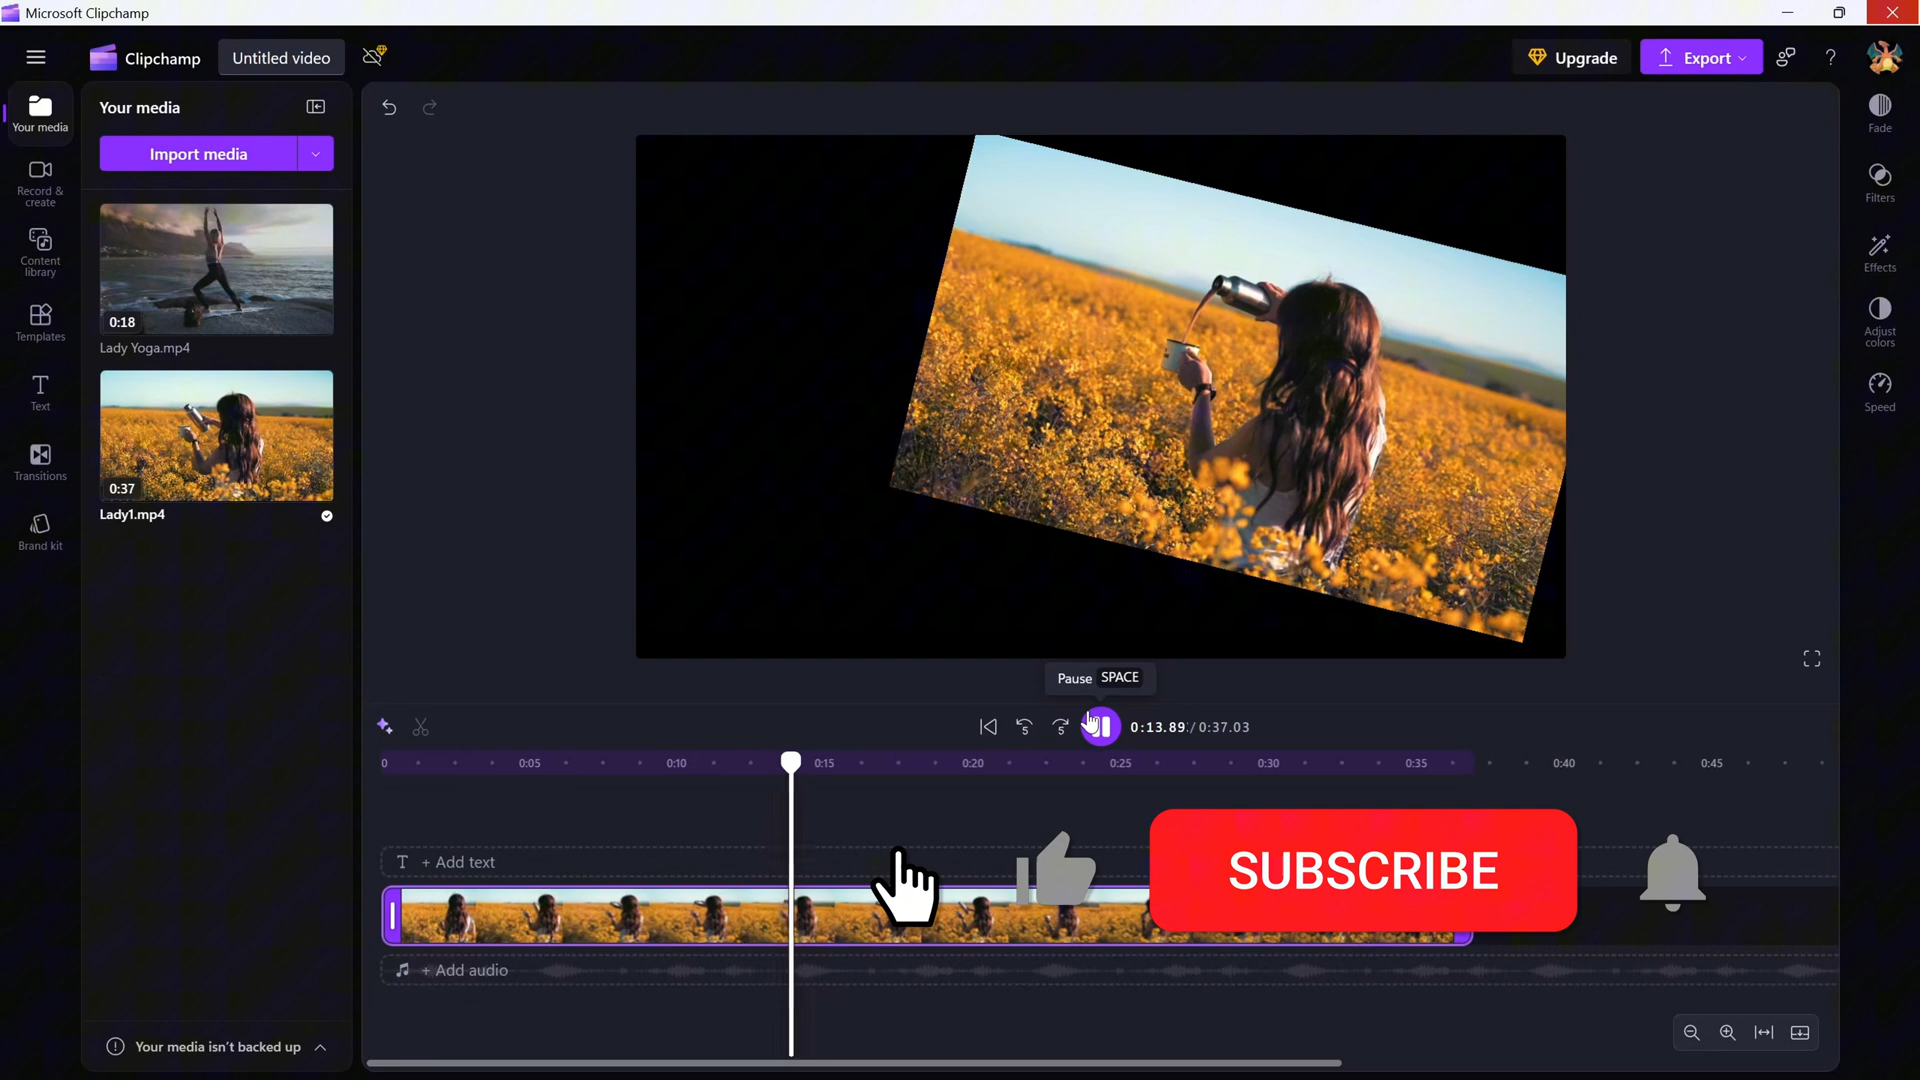 Microsoft Clipchamp
Clipchamp
Untitled video
Upgrade
Export
?
Your media
Your media
Import media
Record &
create
Content
library
Templates
Text
Transitions
Brand kit
0:18
Lady Yoga.mp4
0:37
Lady1.mp4
Your media isn't backed up
Fade
Filters
Effects
Adjust
colors
Speed
Pause SPACE
5
5
0:13.89 / 0:37.03
0
0:05
0:10
0:15
0:20
0:25
0:30
0:35
0:40
0:45
T + Add text
SUBSCRIBE
+ Add audio